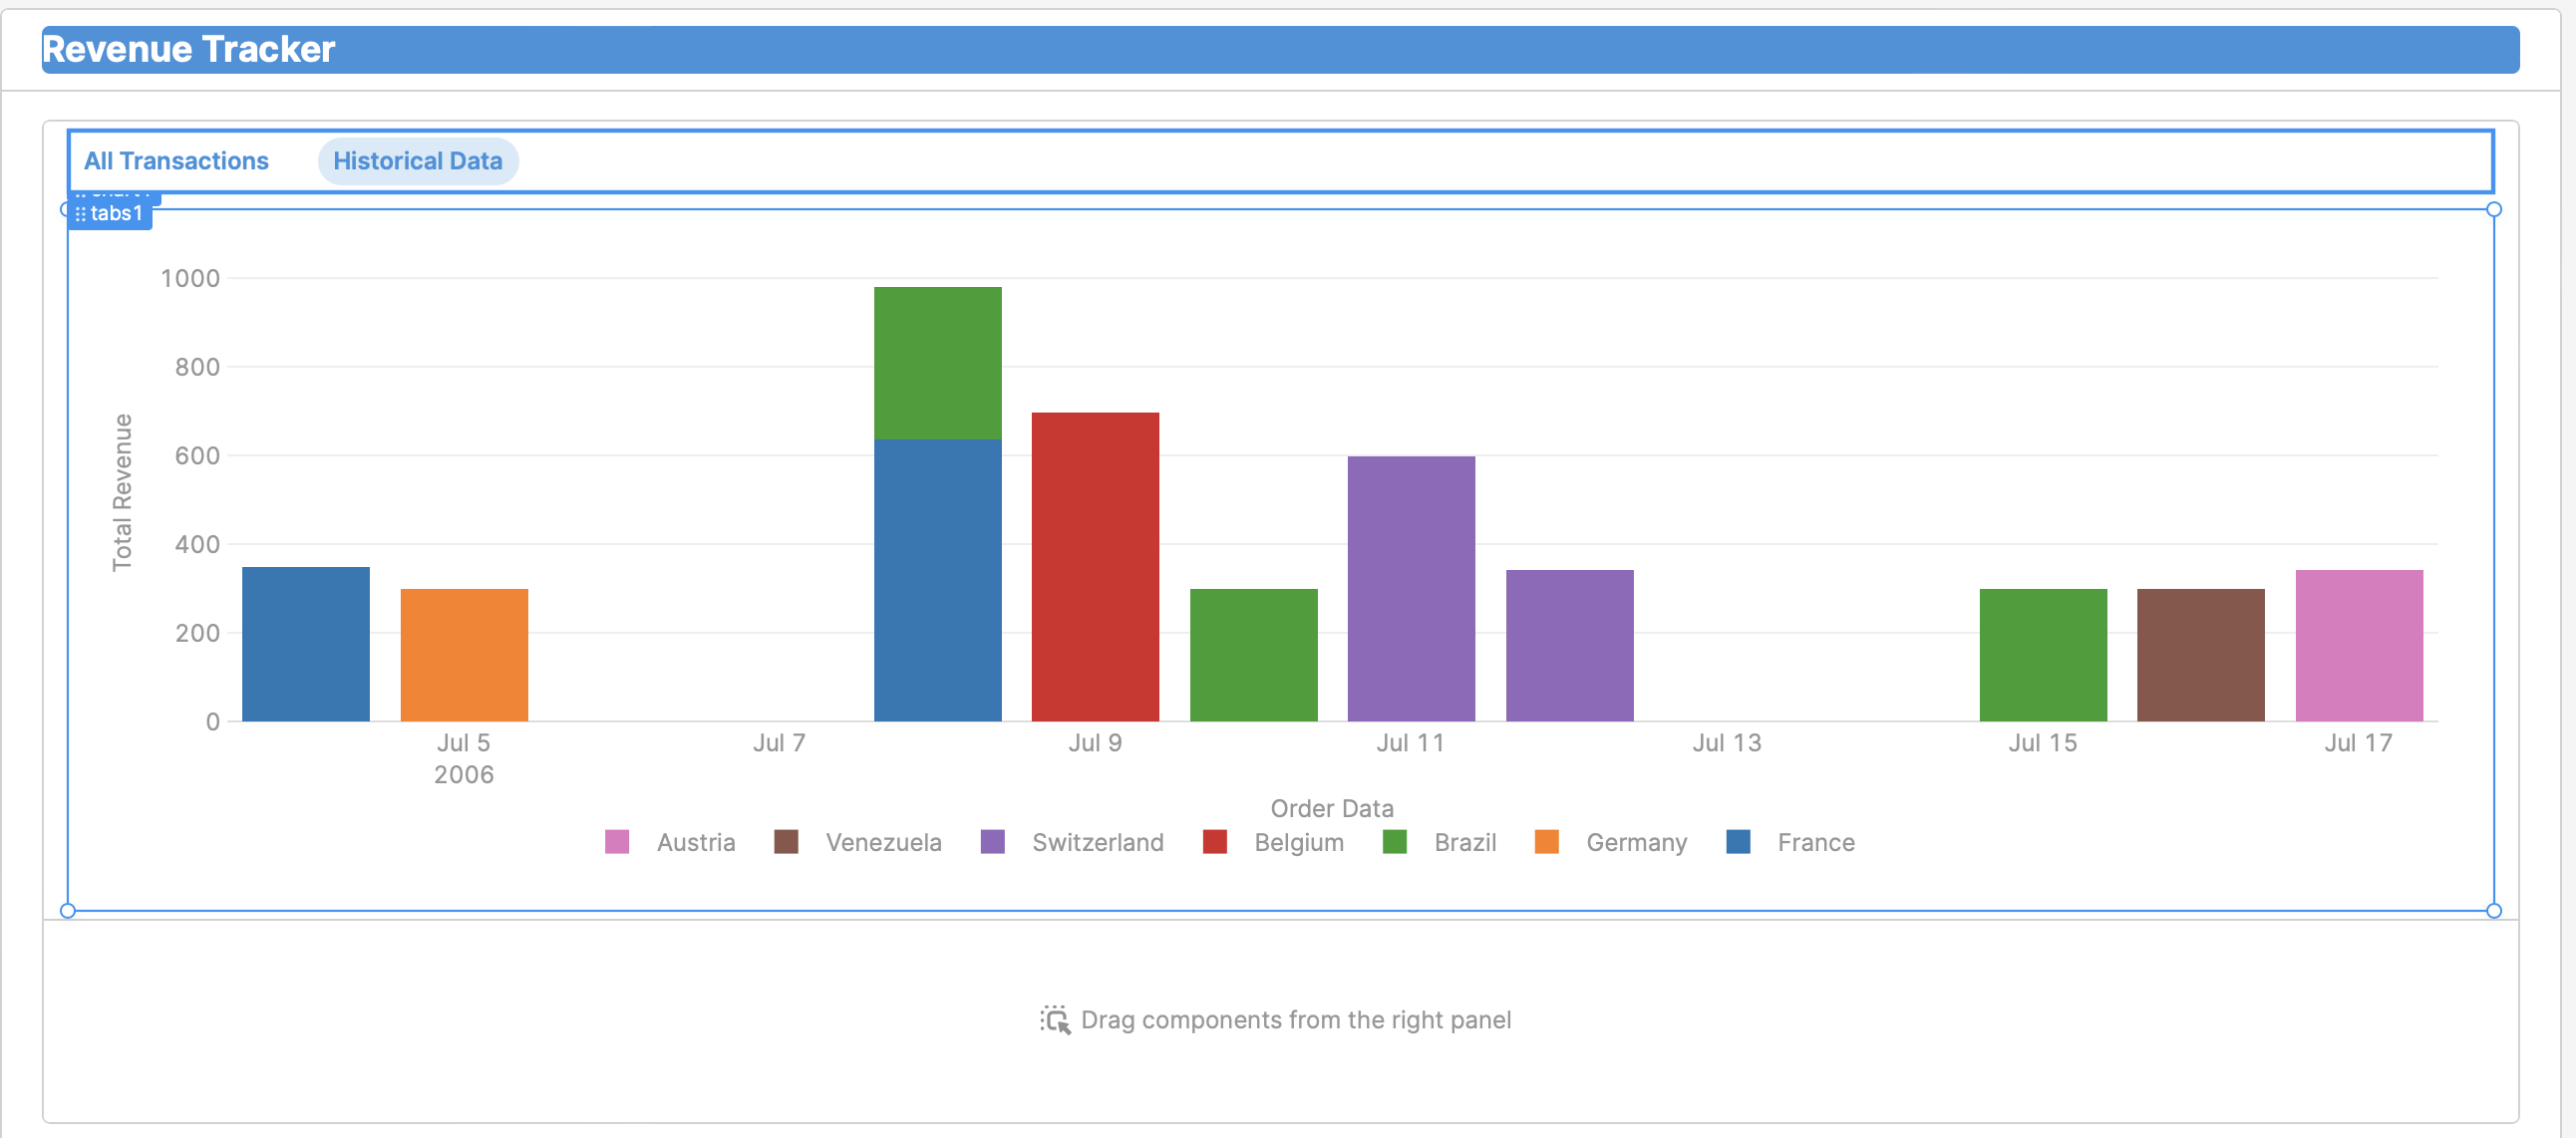 Revenue Tracker
All Transactions Historical Data
tabs1
1000
800
600
400
200
0
Total Revenue
Jul 5 Jul 7 Jul 9 Jul 11 Jul 13 Jul 15 Jul 17
2006
Order Data
Austria Venezuela Switzerland Belgium Brazil Germany France
Drag components from the right panel